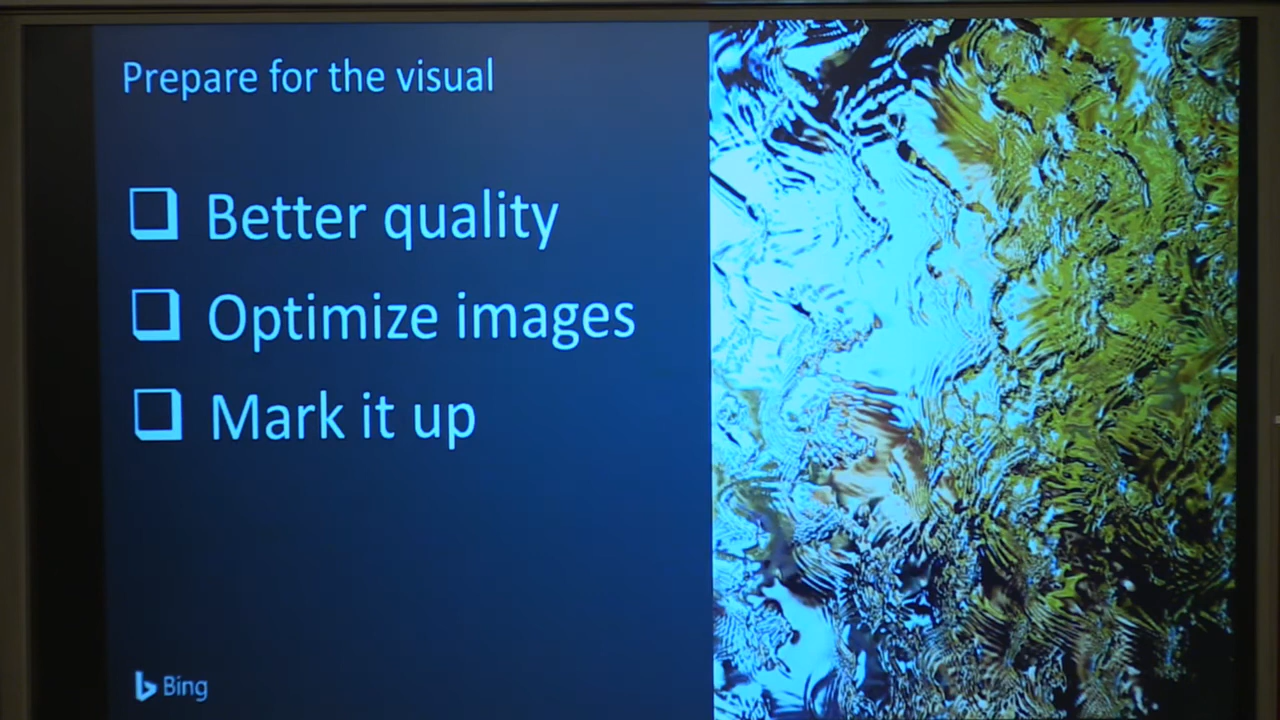 Prepare for the visual
Better quality
Optimize images
Mark it up
Bing